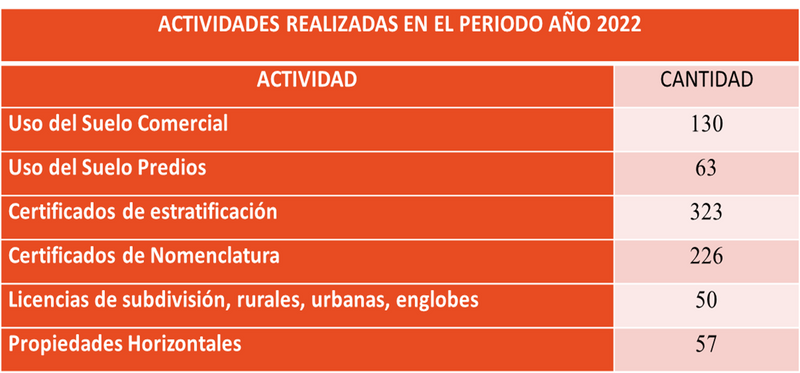 ACTIVIDADES REALIZADAS EN EL PERIODO AÑO 2022
ACTIVIDAD CANTIDAD
Uso del Suelo Comercial 130
Uso del Suelo Predios 63
Certificados de estratificación 323
Certificados de Nomenclatura 226
Licencias de subdivisión, rurales, urbanas, englobes 50
Propiedades Horizontales 57